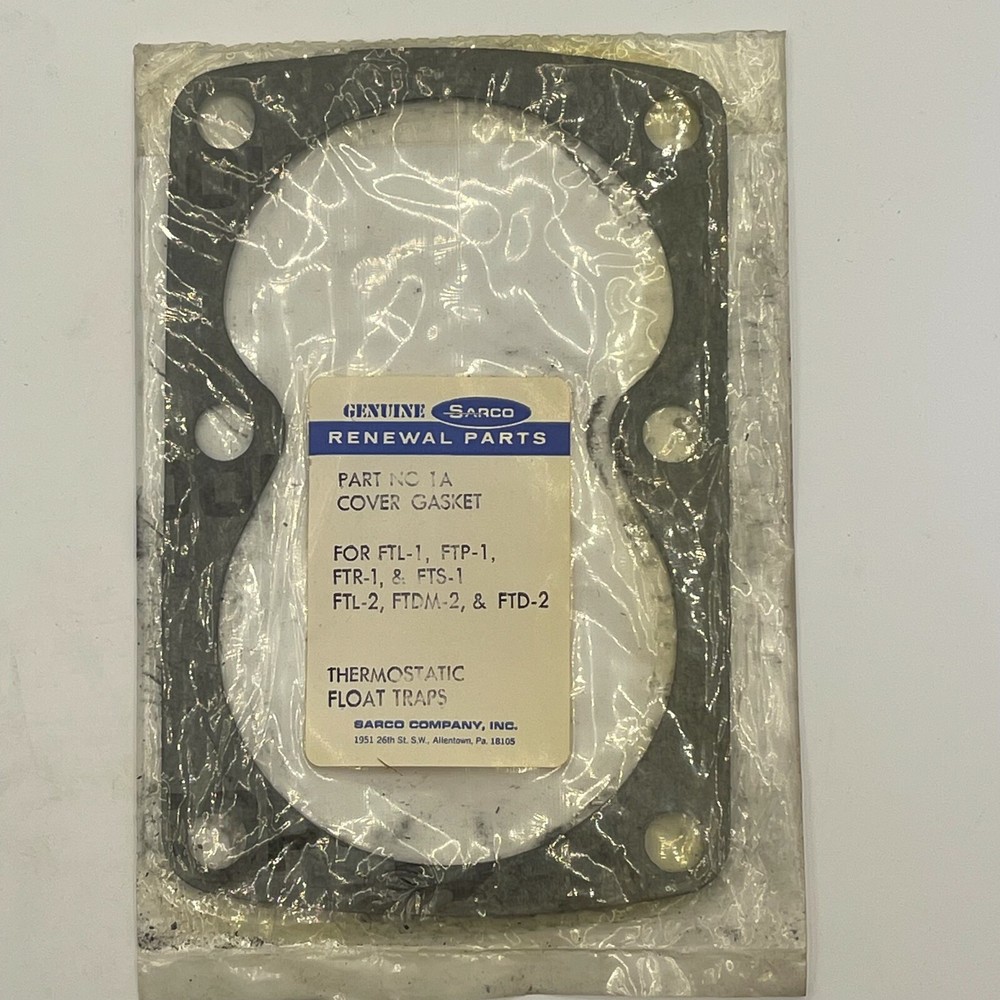 GENUINE SARCO
RENEWAL PARTS
PART NO 1A
COVER GASKET
FOR FTL-1, FTP-1,
FTR-1, & FTS-1
FTL-2, FTDM-2, & FTD-2
THERMOSTATIC
FLOAT TRAPS
SARCO COMPANY, INC.
1951 26th St. S.W., Allentown, Pa. 18105